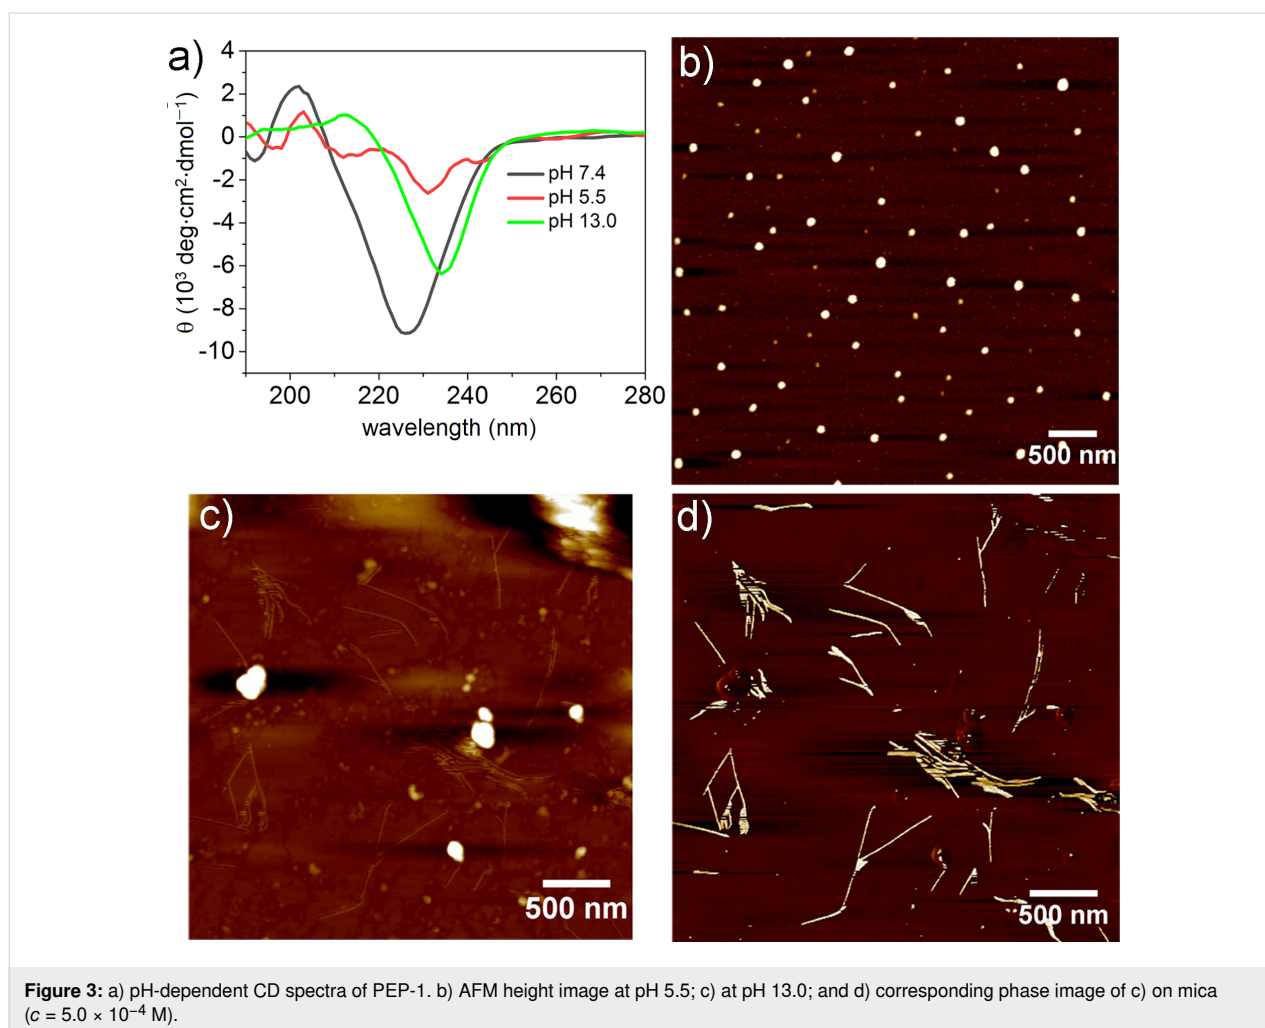 a)
4
2
0
-2
-4
-6
-8
-10
θ (10³ deg·cm²·dmol⁻¹)
pH 7.4
pH 5.5
pH 13.0
200 220 240 260 280
wavelength (nm)
b)
500 nm
c)
500 nm
d)
500 nm
Figure 3: a) pH-dependent CD spectra of PEP-1. b) AFM height image at pH 5.5; c) at pH 13.0; and d) corresponding phase image of c) on mica
(c = 5.0 × 10⁻⁴ M).